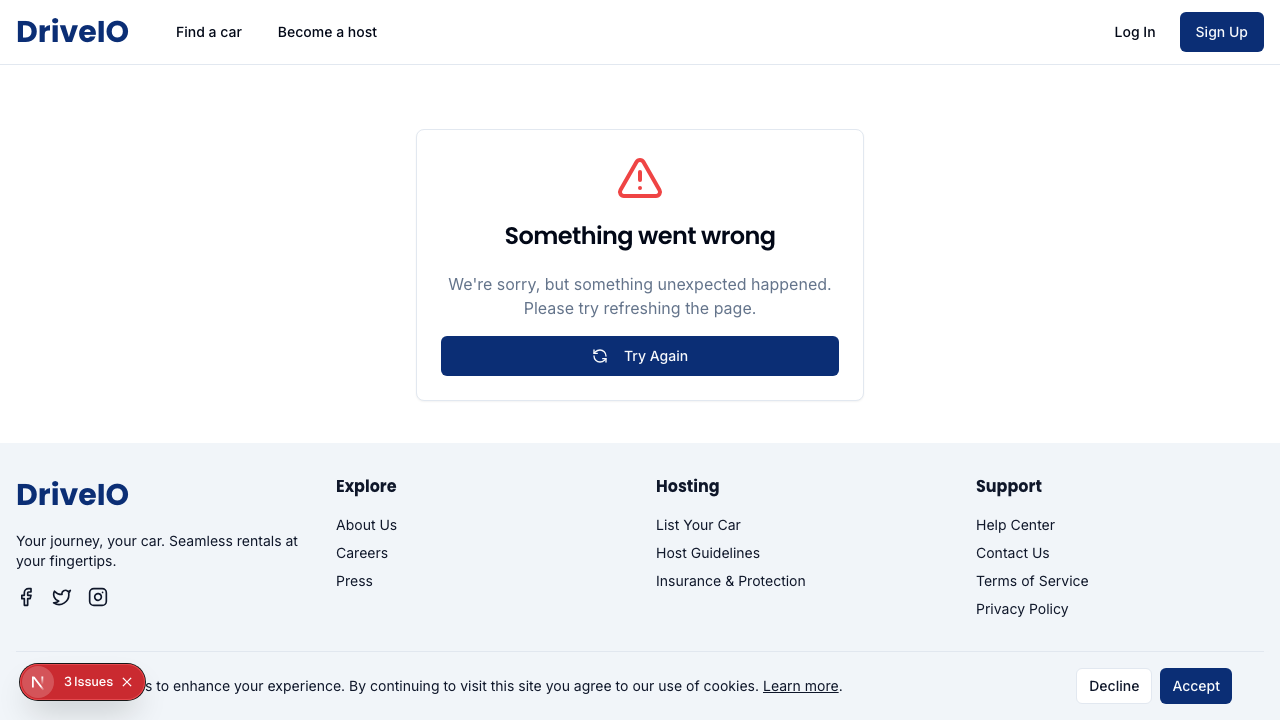 DriveIO
Find a car
Become a host
Log In
Sign Up
Something went wrong
We're sorry, but something unexpected happened.
Please try refreshing the page.
Try Again
DriveIO
Your journey, your car. Seamless rentals at
your fingertips.
Explore
About Us
Careers
Press
Hosting
List Your Car
Host Guidelines
Insurance & Protection
Support
Help Center
Contact Us
Terms of Service
Privacy Policy
N
3 Issues
to enhance your experience. By continuing to visit this site you agree to our use of cookies. Learn more.
Decline
Accept